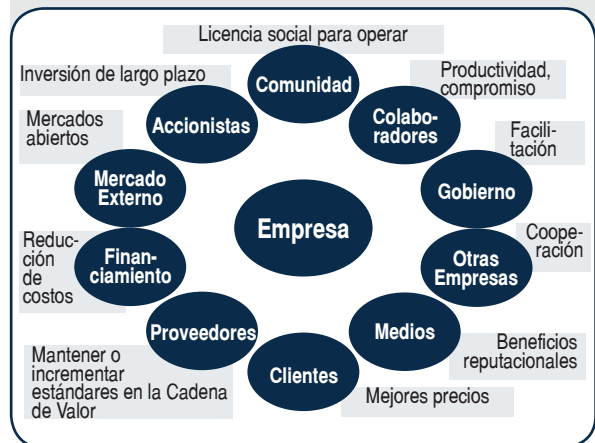 Licencia social para operar
Comunidad
Inversión de largo plazo
Accionistas
Productividad,
compromiso
Colabo-
radores
Mercados
abiertos
Mercado
Externo
Facili-
tación
Gobierno
Empresa
Reduc-
ción
de
costos
Finan-
ciamiento
Coope-
ración
Otras
Empresas
Proveedores
Medios
Mantener o
incrementar
estándares en la Cadena
de Valor
Clientes
Beneficios
reputacionales
Mejores precios